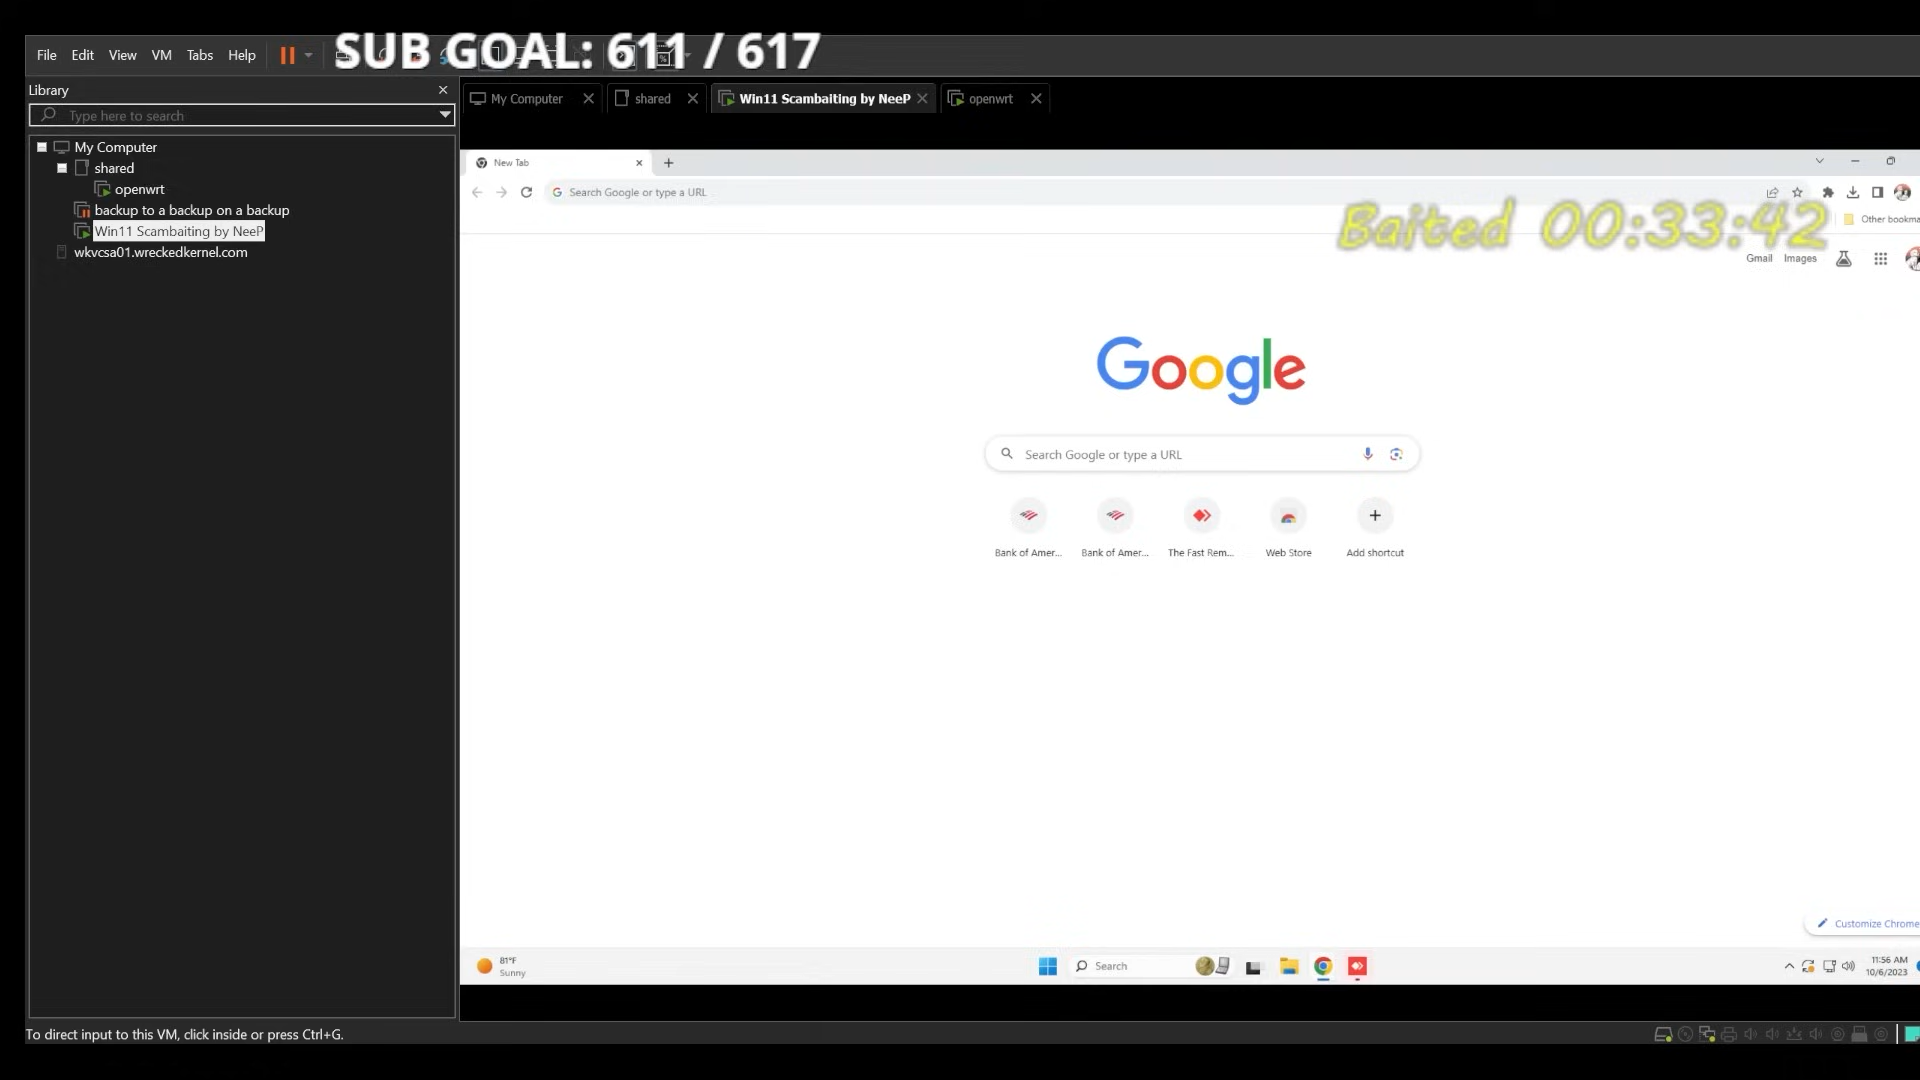 File Edit View VM Tabs Help
SUB GOAL: 611 / 617
Library
Type here to search
My Computer
shared
openwrt
backup to a backup on a backup
Win11 Scambaiting by NeeP
wkvcsa01.wreckedkernel.com
My Computer shared Win11 Scambaiting by NeeP openwrt
New Tab
Search Google or type a URL
Baited 00:33:42
Other bookma
Gmail Images
Google
Search Google or type a URL
Bank of Amer... Bank of Amer... The Fast Rem... Web Store Add shortcut
Customize Chrome
81°F
Sunny
Search
11:56 AM
10/6/2023
To direct input to this VM, click inside or press Ctrl+G.